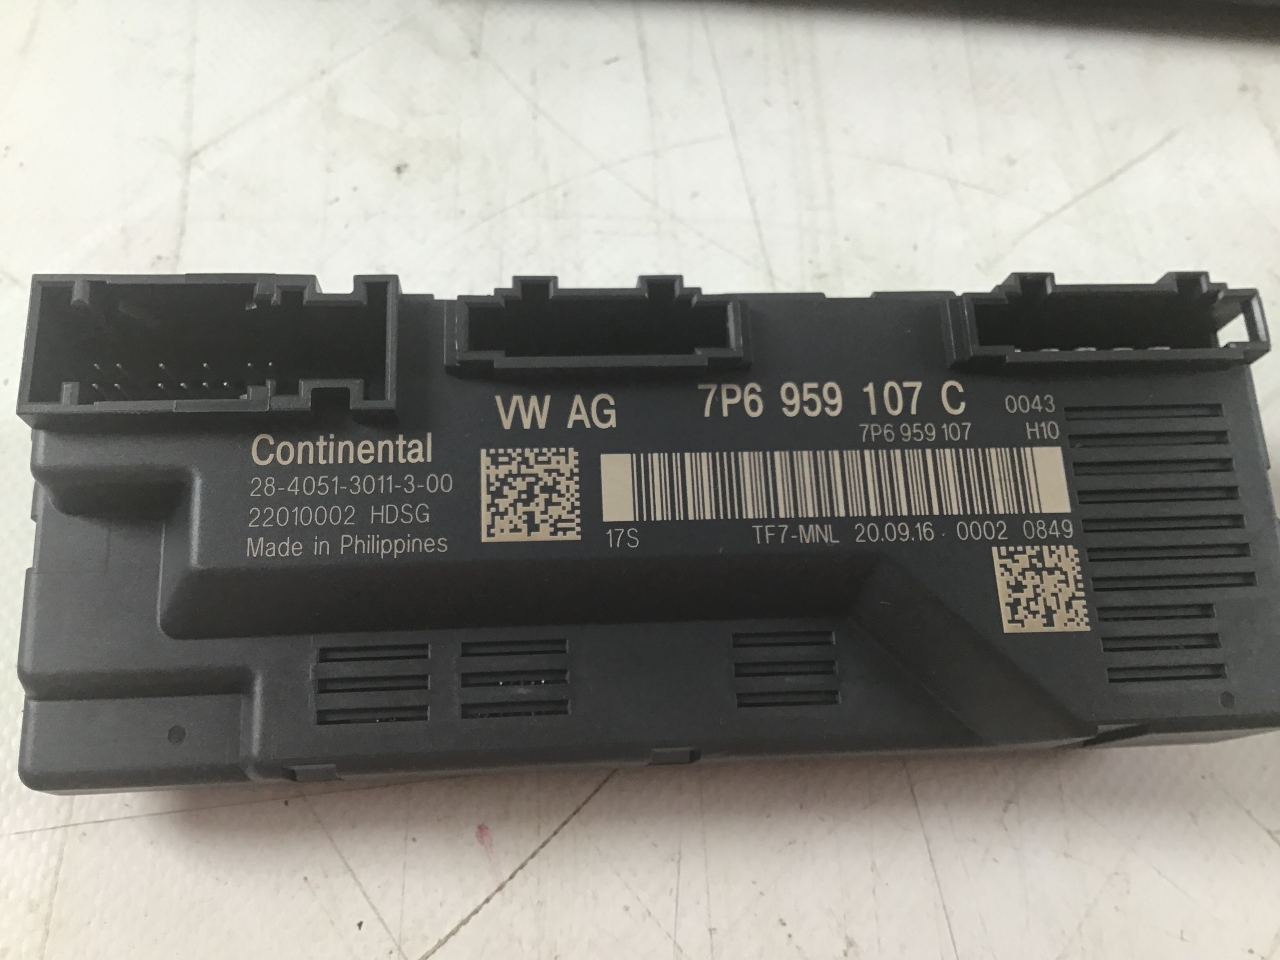 VW AG 7P6 959 107 C 0043
7P6 959 107 H10
Continental
28-4051-3011-3-00
22010002 HDSG
Made in Philippines
17S TF7-MNL 20.09.16 0002 0849